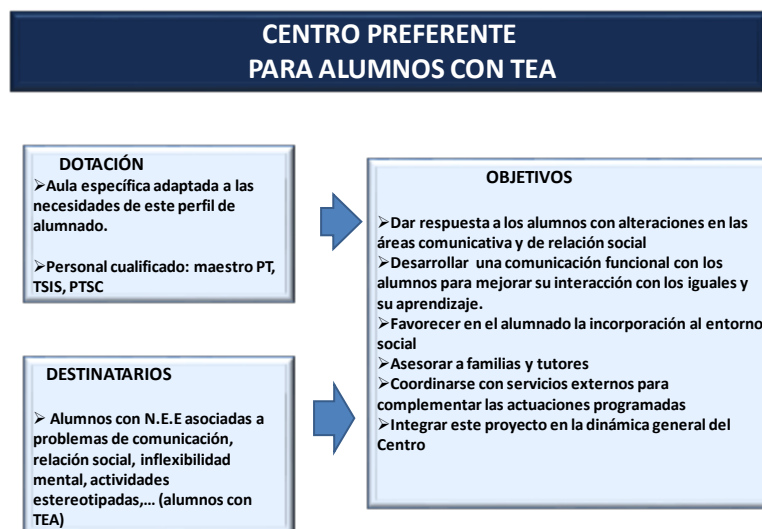 CENTRO PREFERENTE
PARA ALUMNOS CON TEA
DOTACIÓN
➢Aula específica adaptada a las
necesidades de este perfil de
alumnado.
➢Personal cualificado: maestro PT,
TSIS, PTSC
DESTINATARIOS
➢ Alumnos con N.E.E asociadas a
problemas de comunicación,
relación social, inflexibilidad
mental, actividades
estereotipadas,... (alumnos con
TEA)
OBJETIVOS
➢Dar respuesta a los alumnos con alteraciones en las
áreas comunicativa y de relación social
➢Desarrollar una comunicación funcional con los
alumnos para mejorar su interacción con los iguales y
su aprendizaje.
➢Favorecer en el alumnado la incorporación al entorno
social
➢Asesorar a familias y tutores
➢Coordinarse con servicios externos para
complementar las actuaciones programadas
➢Integrar este proyecto en la dinámica general del
Centro